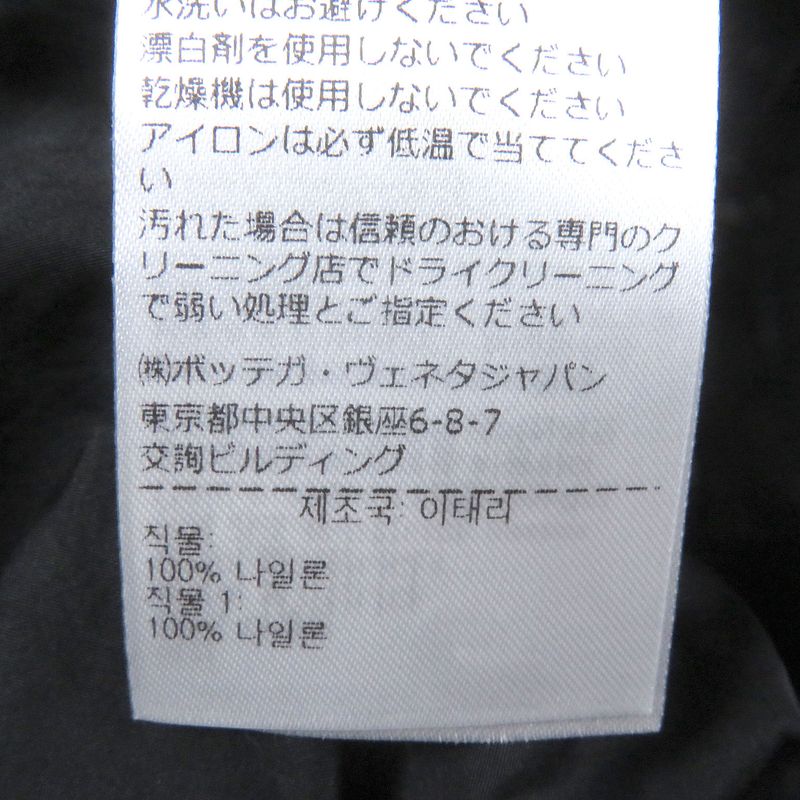 水洗いはお避けください
漂白剤を使用しないでください
乾燥機は使用しないでください
アイロンは必ず低温で当ててくださ
い
汚れた場合は信頼のおける専門のク
リーニング店でドライクリーニング
で弱い処理とご指定ください
㈱ボッテガ・ヴェネタジャパン
東京都中央区銀座6-8-7
交詢ビルディング
제조국: 이태리
직물:
100% 나일론
직물 1:
100% 나일론